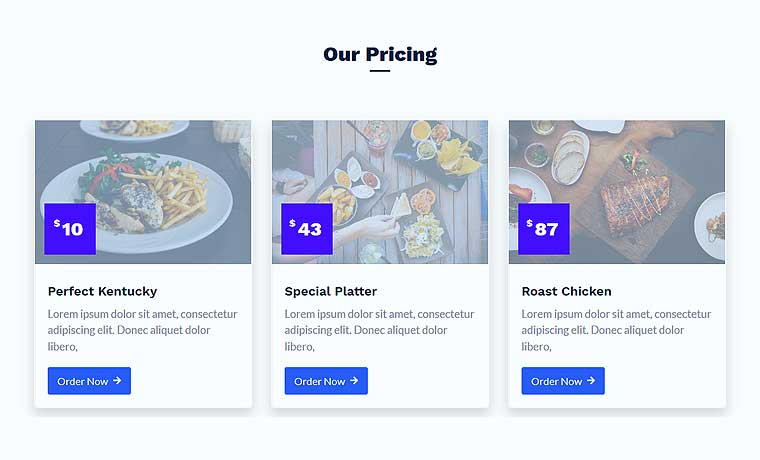 Our Pricing
$10
$43
$87
Perfect Kentucky
Lorem ipsum dolor sit amet, consectetur
adipiscing elit. Donec aliquet dolor
libero,
Order Now →
Special Platter
Lorem ipsum dolor sit amet, consectetur
adipiscing elit. Donec aliquet dolor
libero,
Order Now →
Roast Chicken
Lorem ipsum dolor sit amet, consectetur
adipiscing elit. Donec aliquet dolor
libero,
Order Now →